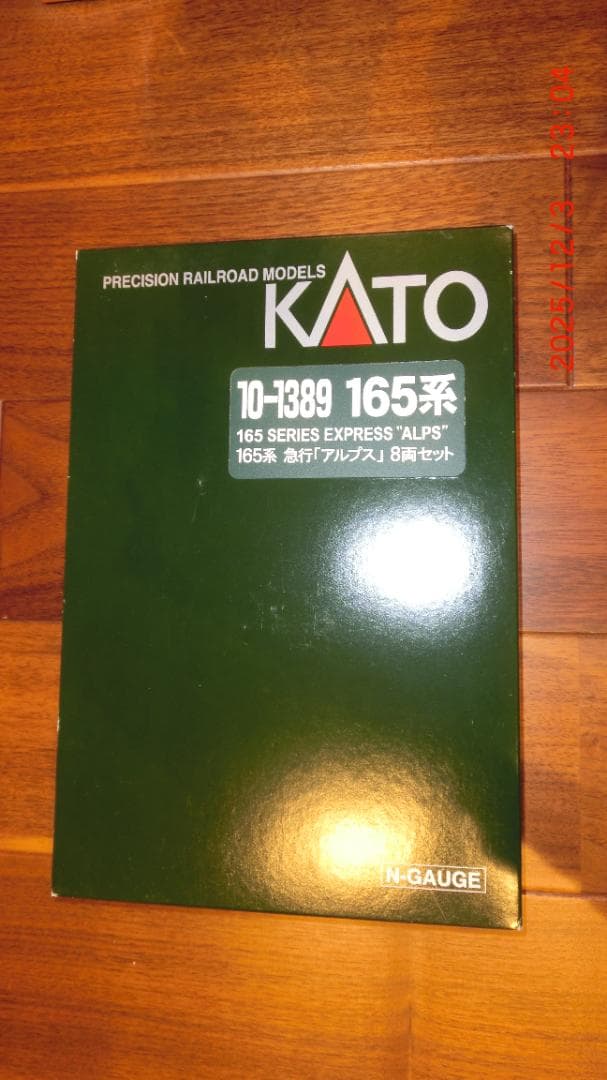 PRECISION RAILROAD MODELS
KATO
10-1389 165系
165 SERIES EXPRESS "ALPS"
165系 急行「アルプス」 8両セット
N-GAUGE
2025/12/3 23:04